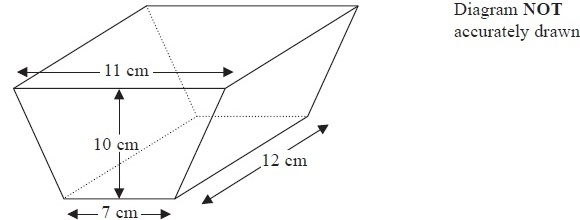 Diagram NOT
accurately drawn
11 cm
10 cm
12 cm
7 cm